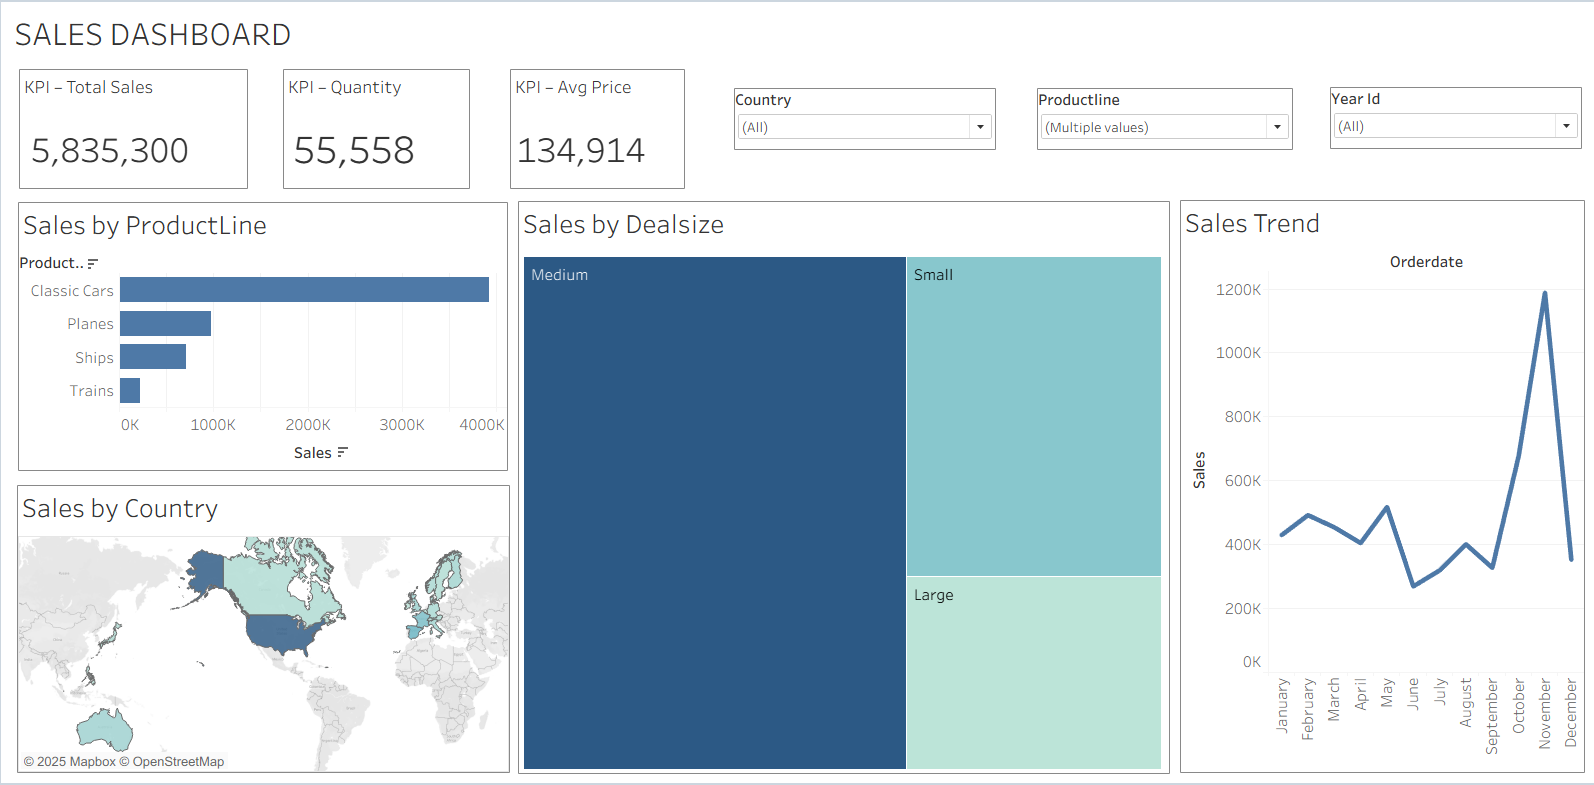 SALES DASHBOARD
KPI – Total Sales
5,835,300
KPI – Quantity
55,558
KPI – Avg Price
134,914
Country
(All)
Productline
(Multiple values)
Year Id
(All)
Sales by ProductLine
Product..
Classic Cars
Planes
Ships
Trains
0K 1000K 2000K 3000K 4000K
Sales
Sales by Country
© 2025 Mapbox © OpenStreetMap
Sales by Dealsize
Medium
Small
Large
Sales Trend
Orderdate
1200K
1000K
800K
600K
400K
200K
0K
Sales
January
February
March
April
May
June
July
August
September
October
November
December